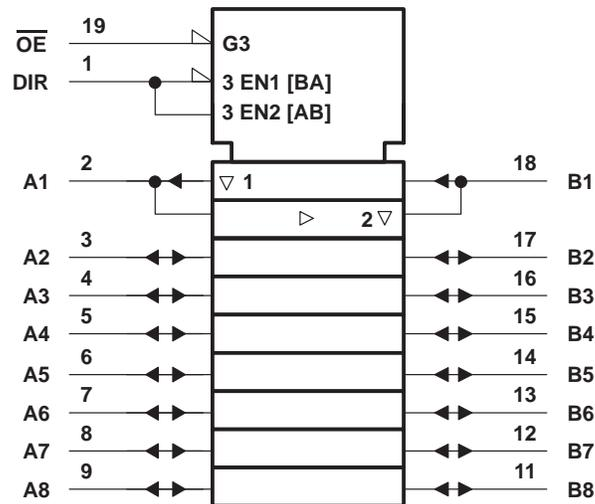 19
O̅E̅ G3
1
DIR 3 EN1 [BA]
3 EN2 [AB]
2 18
A1 ▽ 1 B1
▷ 2 ▽
3 17
A2 B2
4 16
A3 B3
5 15
A4 B4
6 14
A5 B5
7 13
A6 B6
8 12
A7 B7
9 11
A8 B8